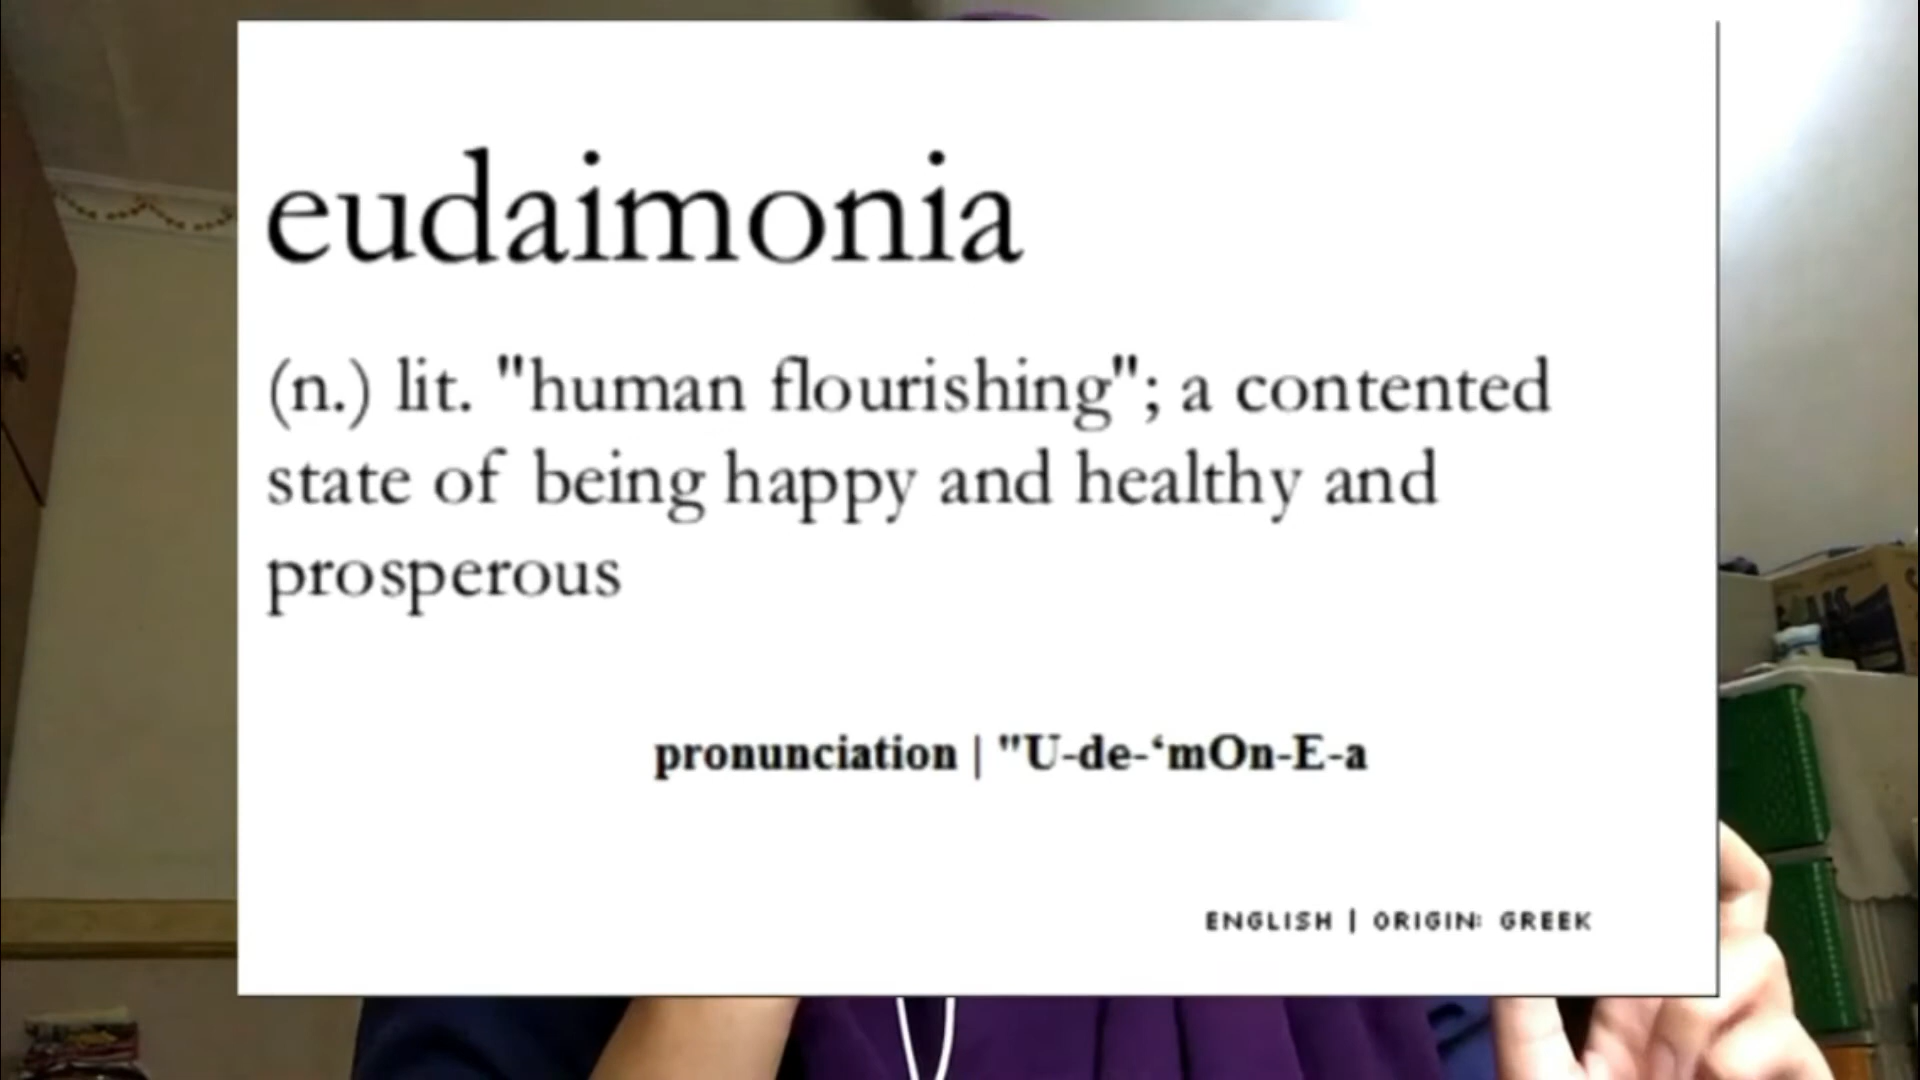 eudaimonia
(n.) lit. "human flourishing"; a contented
state of being happy and healthy and
prosperous
pronunciation | "U-de-‘mOn-E-a
ENGLISH | ORIGIN: GREEK